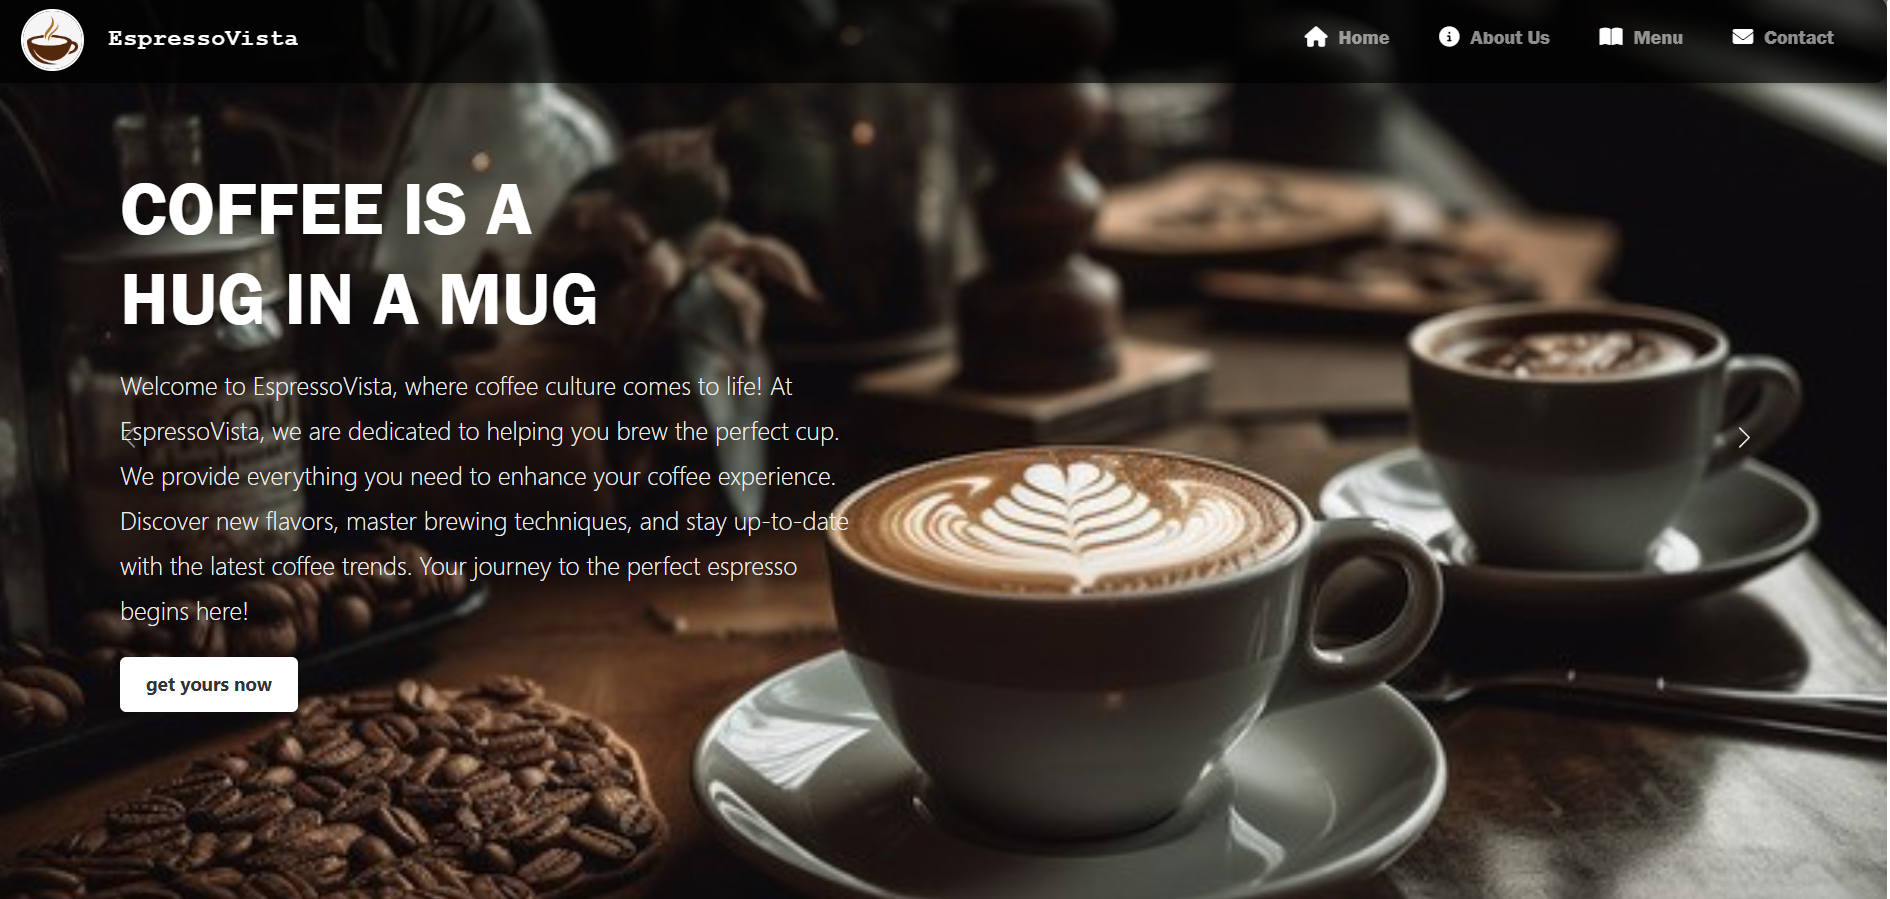 EspressoVista
Home
About Us
Menu
Contact
COFFEE IS A
HUG IN A MUG
Welcome to EspressoVista, where coffee culture comes to life! At
EspressoVista, we are dedicated to helping you brew the perfect cup.
We provide everything you need to enhance your coffee experience.
Discover new flavors, master brewing techniques, and stay up-to-date
with the latest coffee trends. Your journey to the perfect espresso
begins here!
get yours now